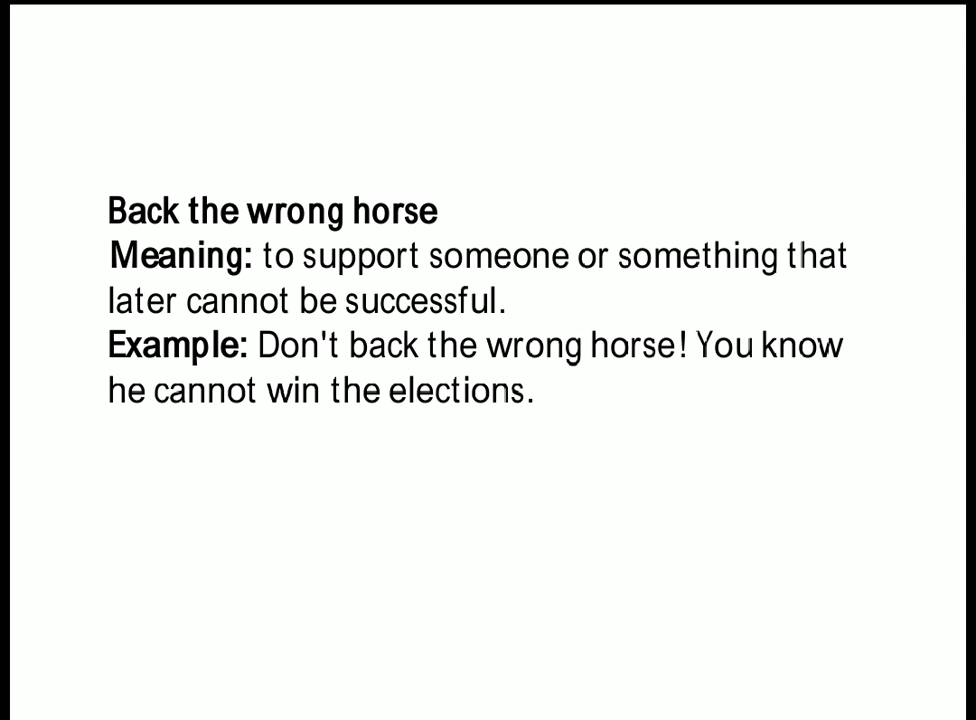 Back the wrong horse
Meaning: to support someone or something that
later cannot be successful.
Example: Don't back the wrong horse! You know
he cannot win the elections.